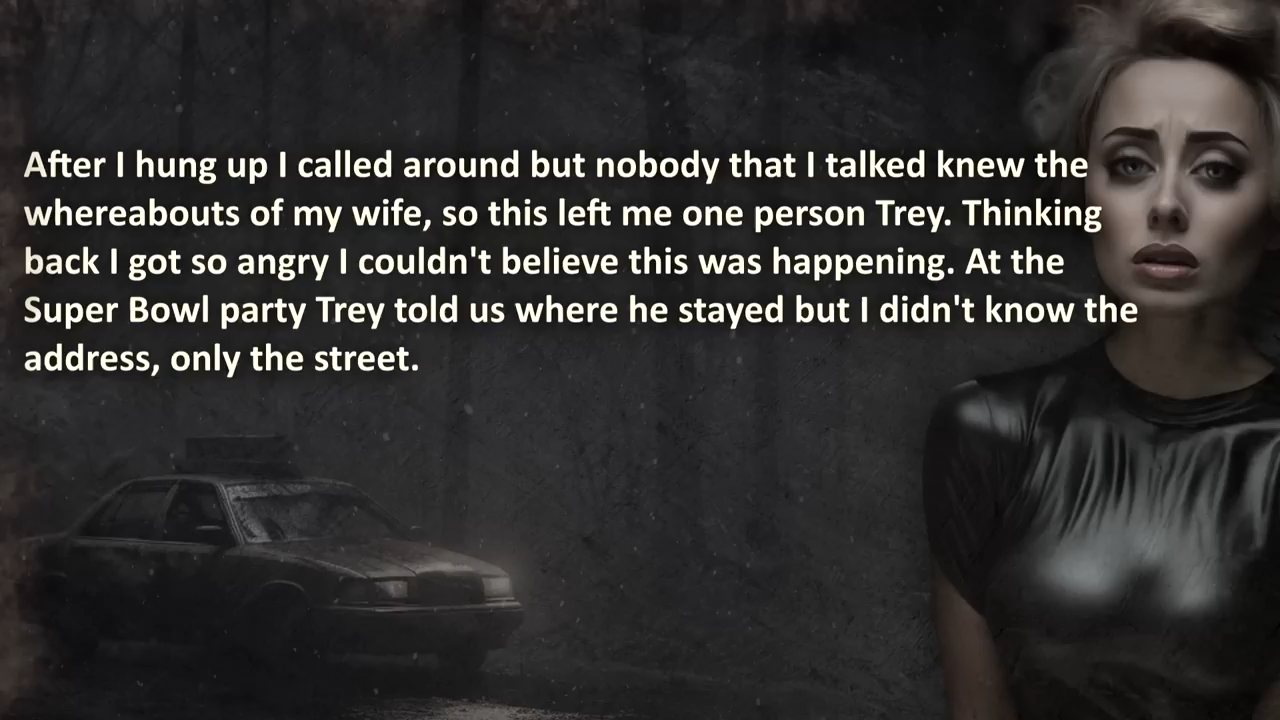 After I hung up I called around but nobody that I talked knew the
whereabouts of my wife, so this left me one person Trey. Thinking
back I got so angry I couldn't believe this was happening. At the
Super Bowl party Trey told us where he stayed but I didn't know the
address, only the street.